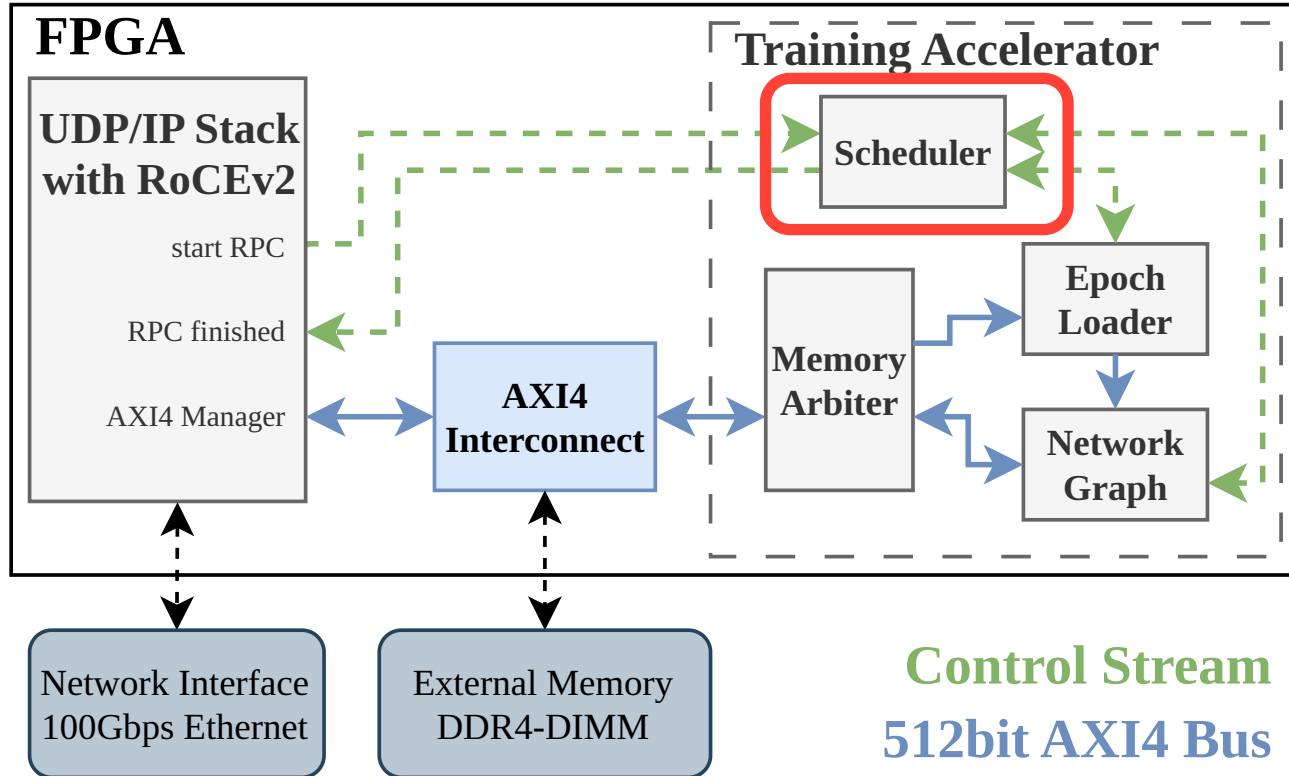 FPGA
Training Accelerator
UDP/IP Stack
with RoCEv2
start RPC
RPC finished
AXI4 Manager
Scheduler
Epoch
Loader
Memory
Arbiter
AXI4
Interconnect
Network
Graph
Network Interface
100Gbps Ethernet
External Memory
DDR4-DIMM
Control Stream
512bit AXI4 Bus